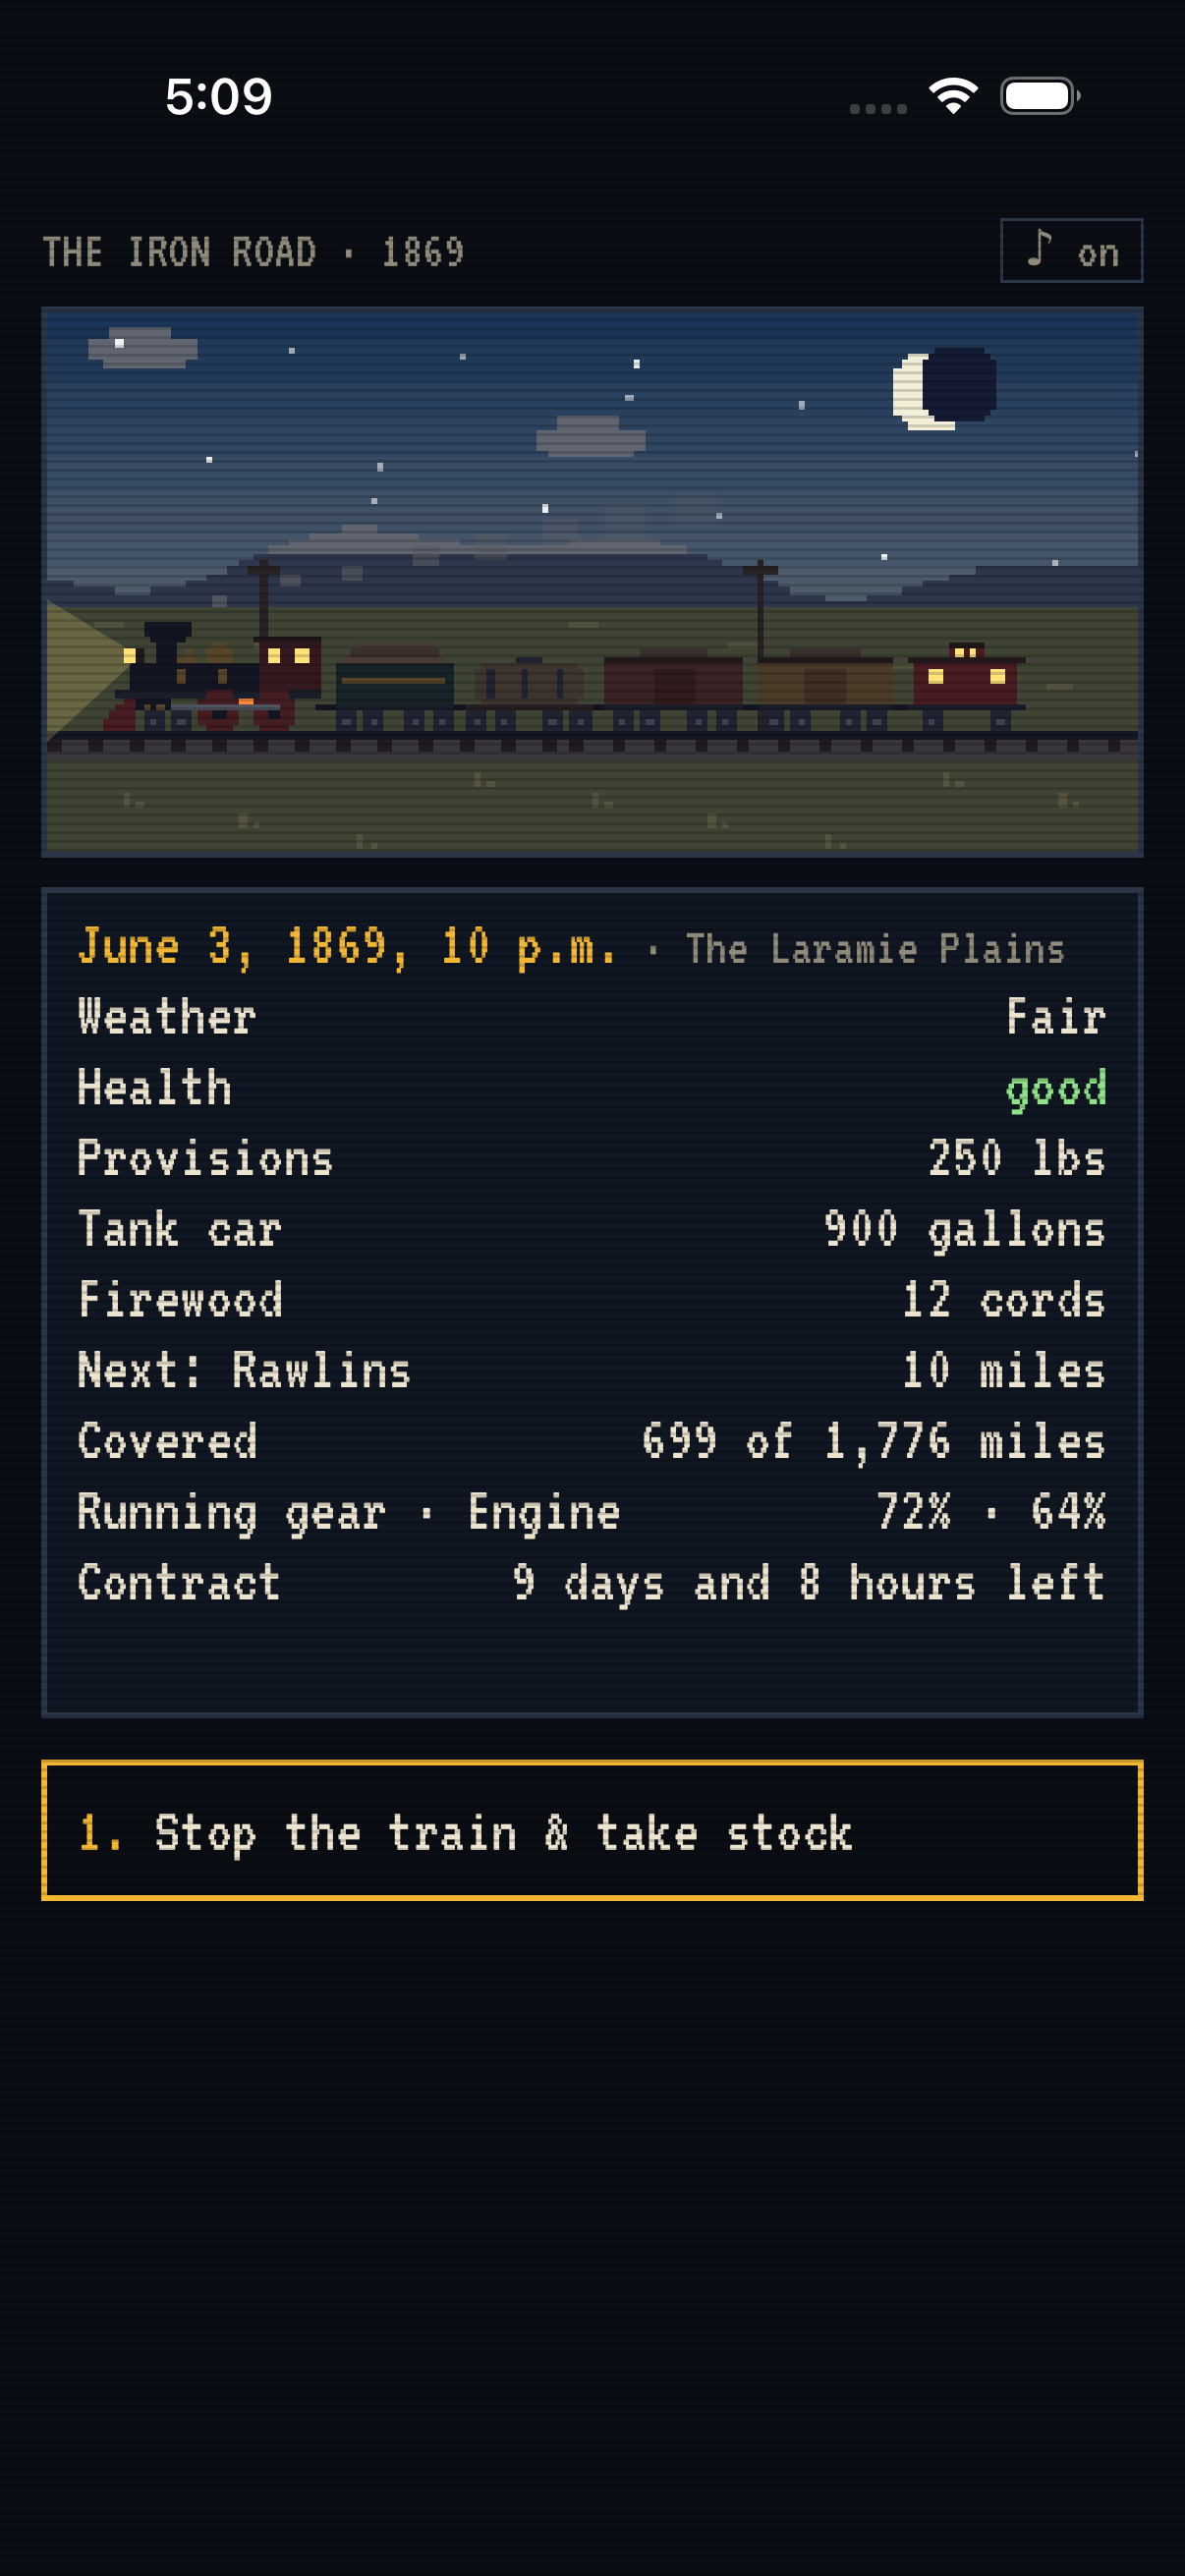 5:09
THE IRON ROAD · 1869
♪ on
June 3, 1869, 10 p.m. · The Laramie Plains
Weather Fair
Health good
Provisions 250 lbs
Tank car 900 gallons
Firewood 12 cords
Next: Rawlins 10 miles
Covered 699 of 1,776 miles
Running gear · Engine 72% · 64%
Contract 9 days and 8 hours left
1. Stop the train & take stock